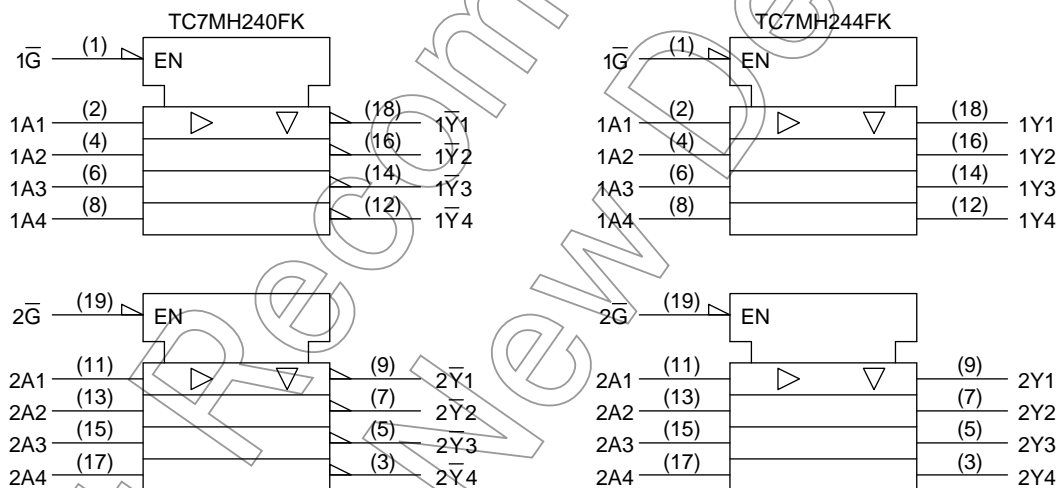 TC7MH240FK
1G̅ (1) EN
1A1 (2) (18) 1Y̅1
1A2 (4) (16) 1Y̅2
1A3 (6) (14) 1Y̅3
1A4 (8) (12) 1Y̅4
2G̅ (19) EN
2A1 (11) (9) 2Y̅1
2A2 (13) (7) 2Y̅2
2A3 (15) (5) 2Y̅3
2A4 (17) (3) 2Y̅4
TC7MH244FK
1G̅ (1) EN
1A1 (2) (18) 1Y1
1A2 (4) (16) 1Y2
1A3 (6) (14) 1Y3
1A4 (8) (12) 1Y4
2G̅ (19) EN
2A1 (11) (9) 2Y1
2A2 (13) (7) 2Y2
2A3 (15) (5) 2Y3
2A4 (17) (3) 2Y4
Recom
New De